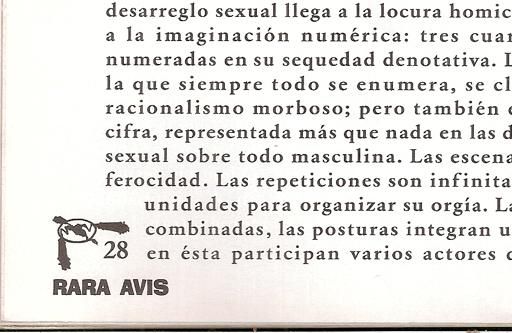 desarreglo sexual llega a la locura homic
a la imaginación numérica: tres cuar
numeradas en su sequedad denotativa. L
la que siempre todo se enumera, se cl
racionalismo morboso; pero también
cifra, representada más que nada en las d
sexual sobre todo masculina. Las escena
ferocidad. Las repeticiones son infinita
unidades para organizar su orgía. La
combinadas, las posturas integran u
28 en ésta participan varios actores
RARA AVIS